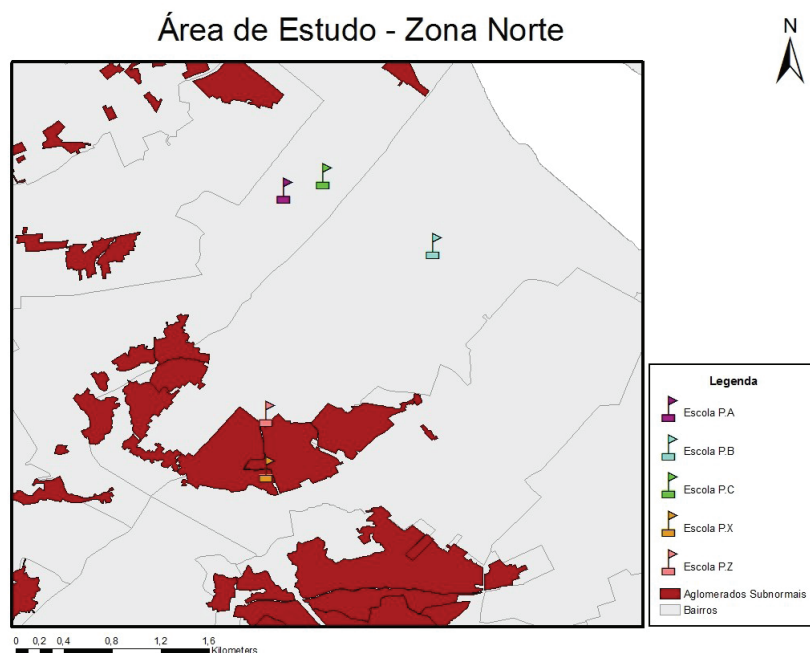 Área de Estudo - Zona Norte
N
Legenda
Escola P.A
Escola P.B
Escola P.C
Escola P.X
Escola P.Z
Aglomerados Subnormais
Bairros
0 0,2 0,4 0,8 1,2 1,6
Kilometers